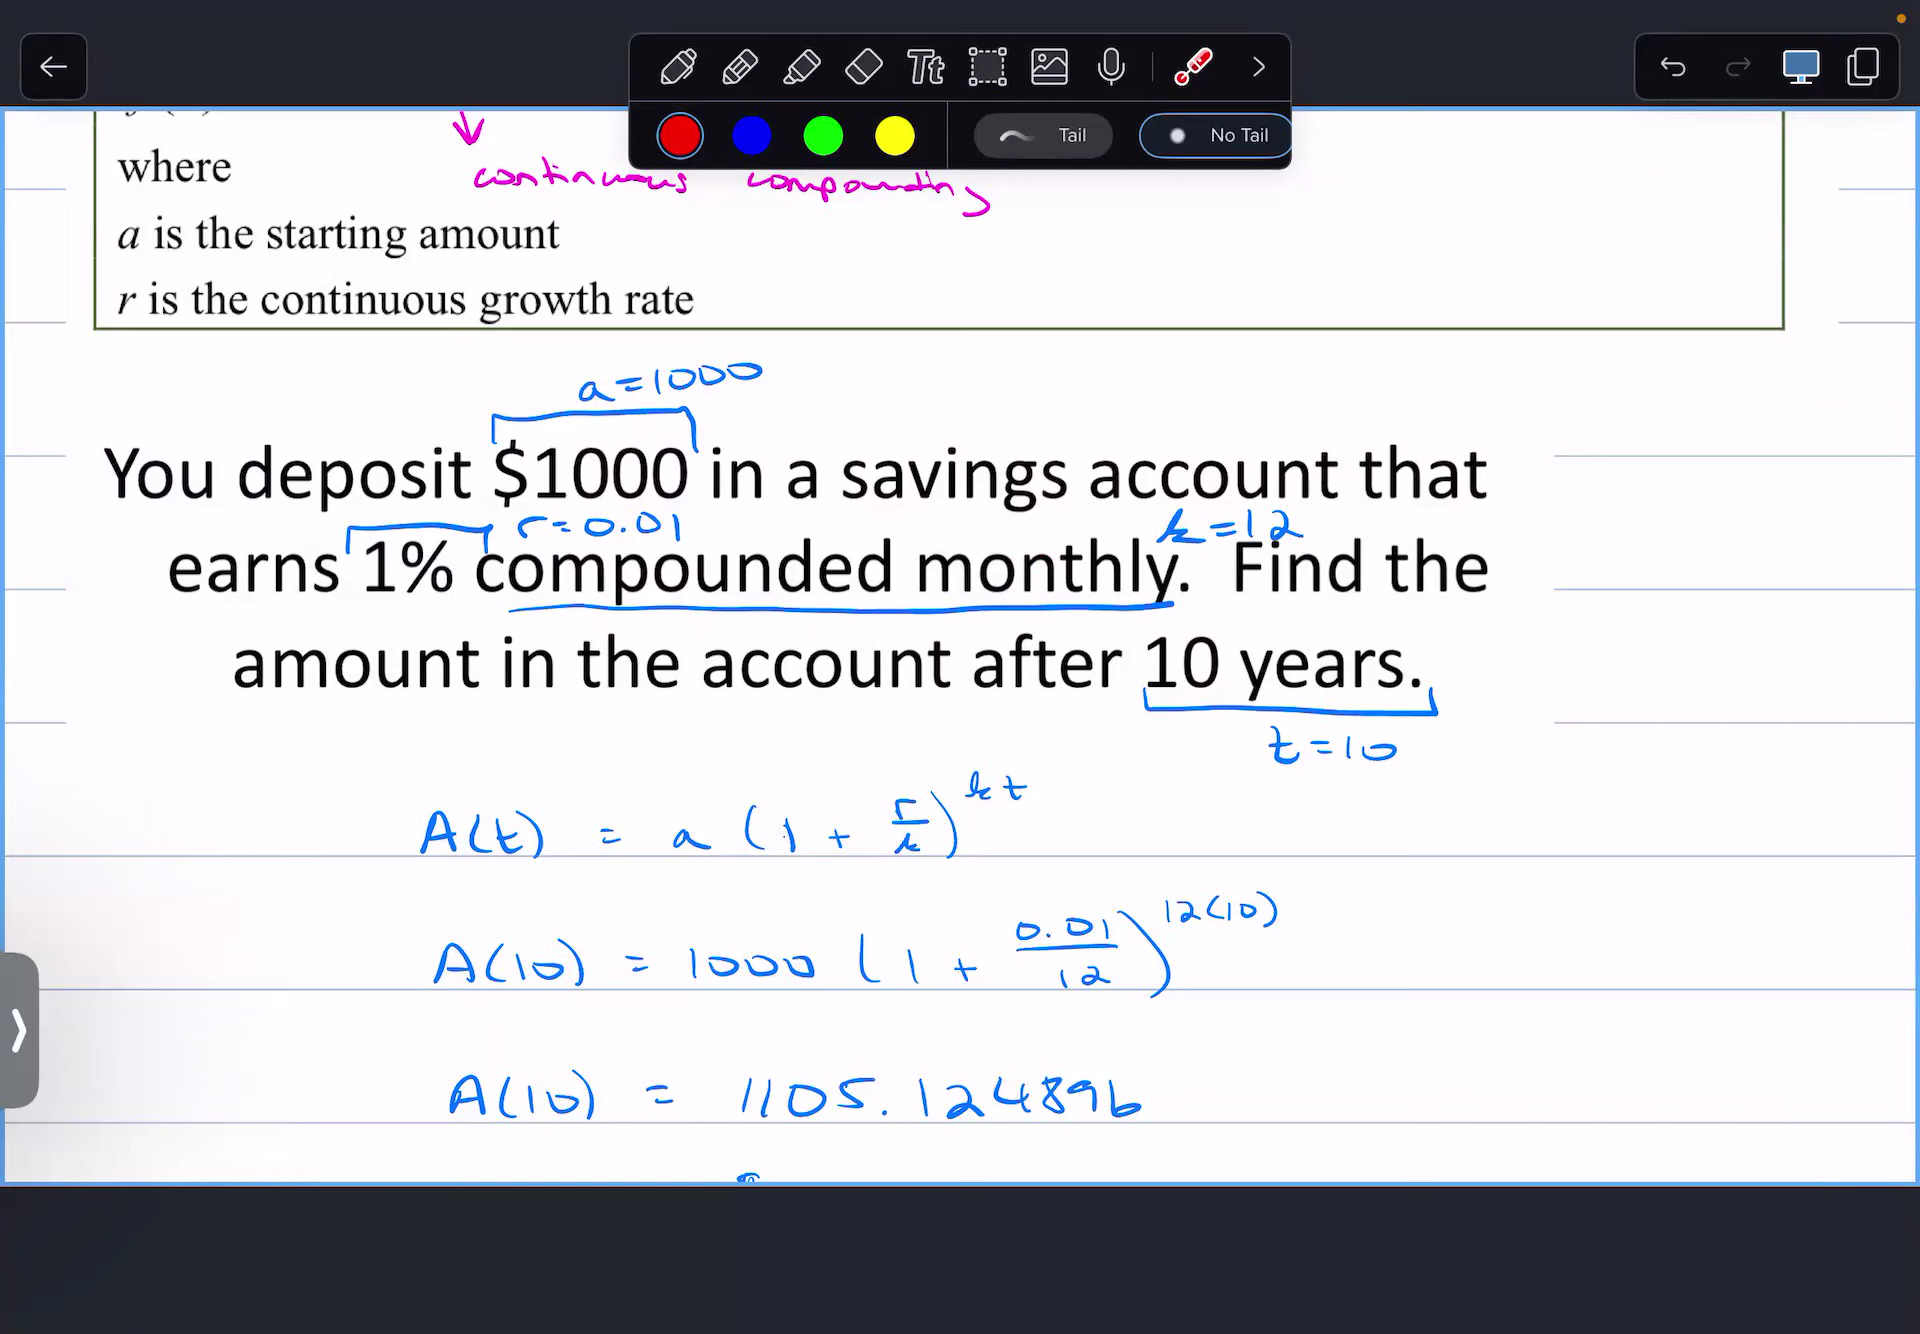 Tt
Tail
No Tail
where
continuous compounding
a is the starting amount
r is the continuous growth rate
a=1000
You deposit $1000 in a savings account that
r=0.01
k=12
earns 1% compounded monthly. Find the
amount in the account after 10 years.
t=10
A(t) = a (1 + r/k)^kt
A(10) = 1000 (1 + 0.01/12)^12(10)
A(10) = 1105.124896